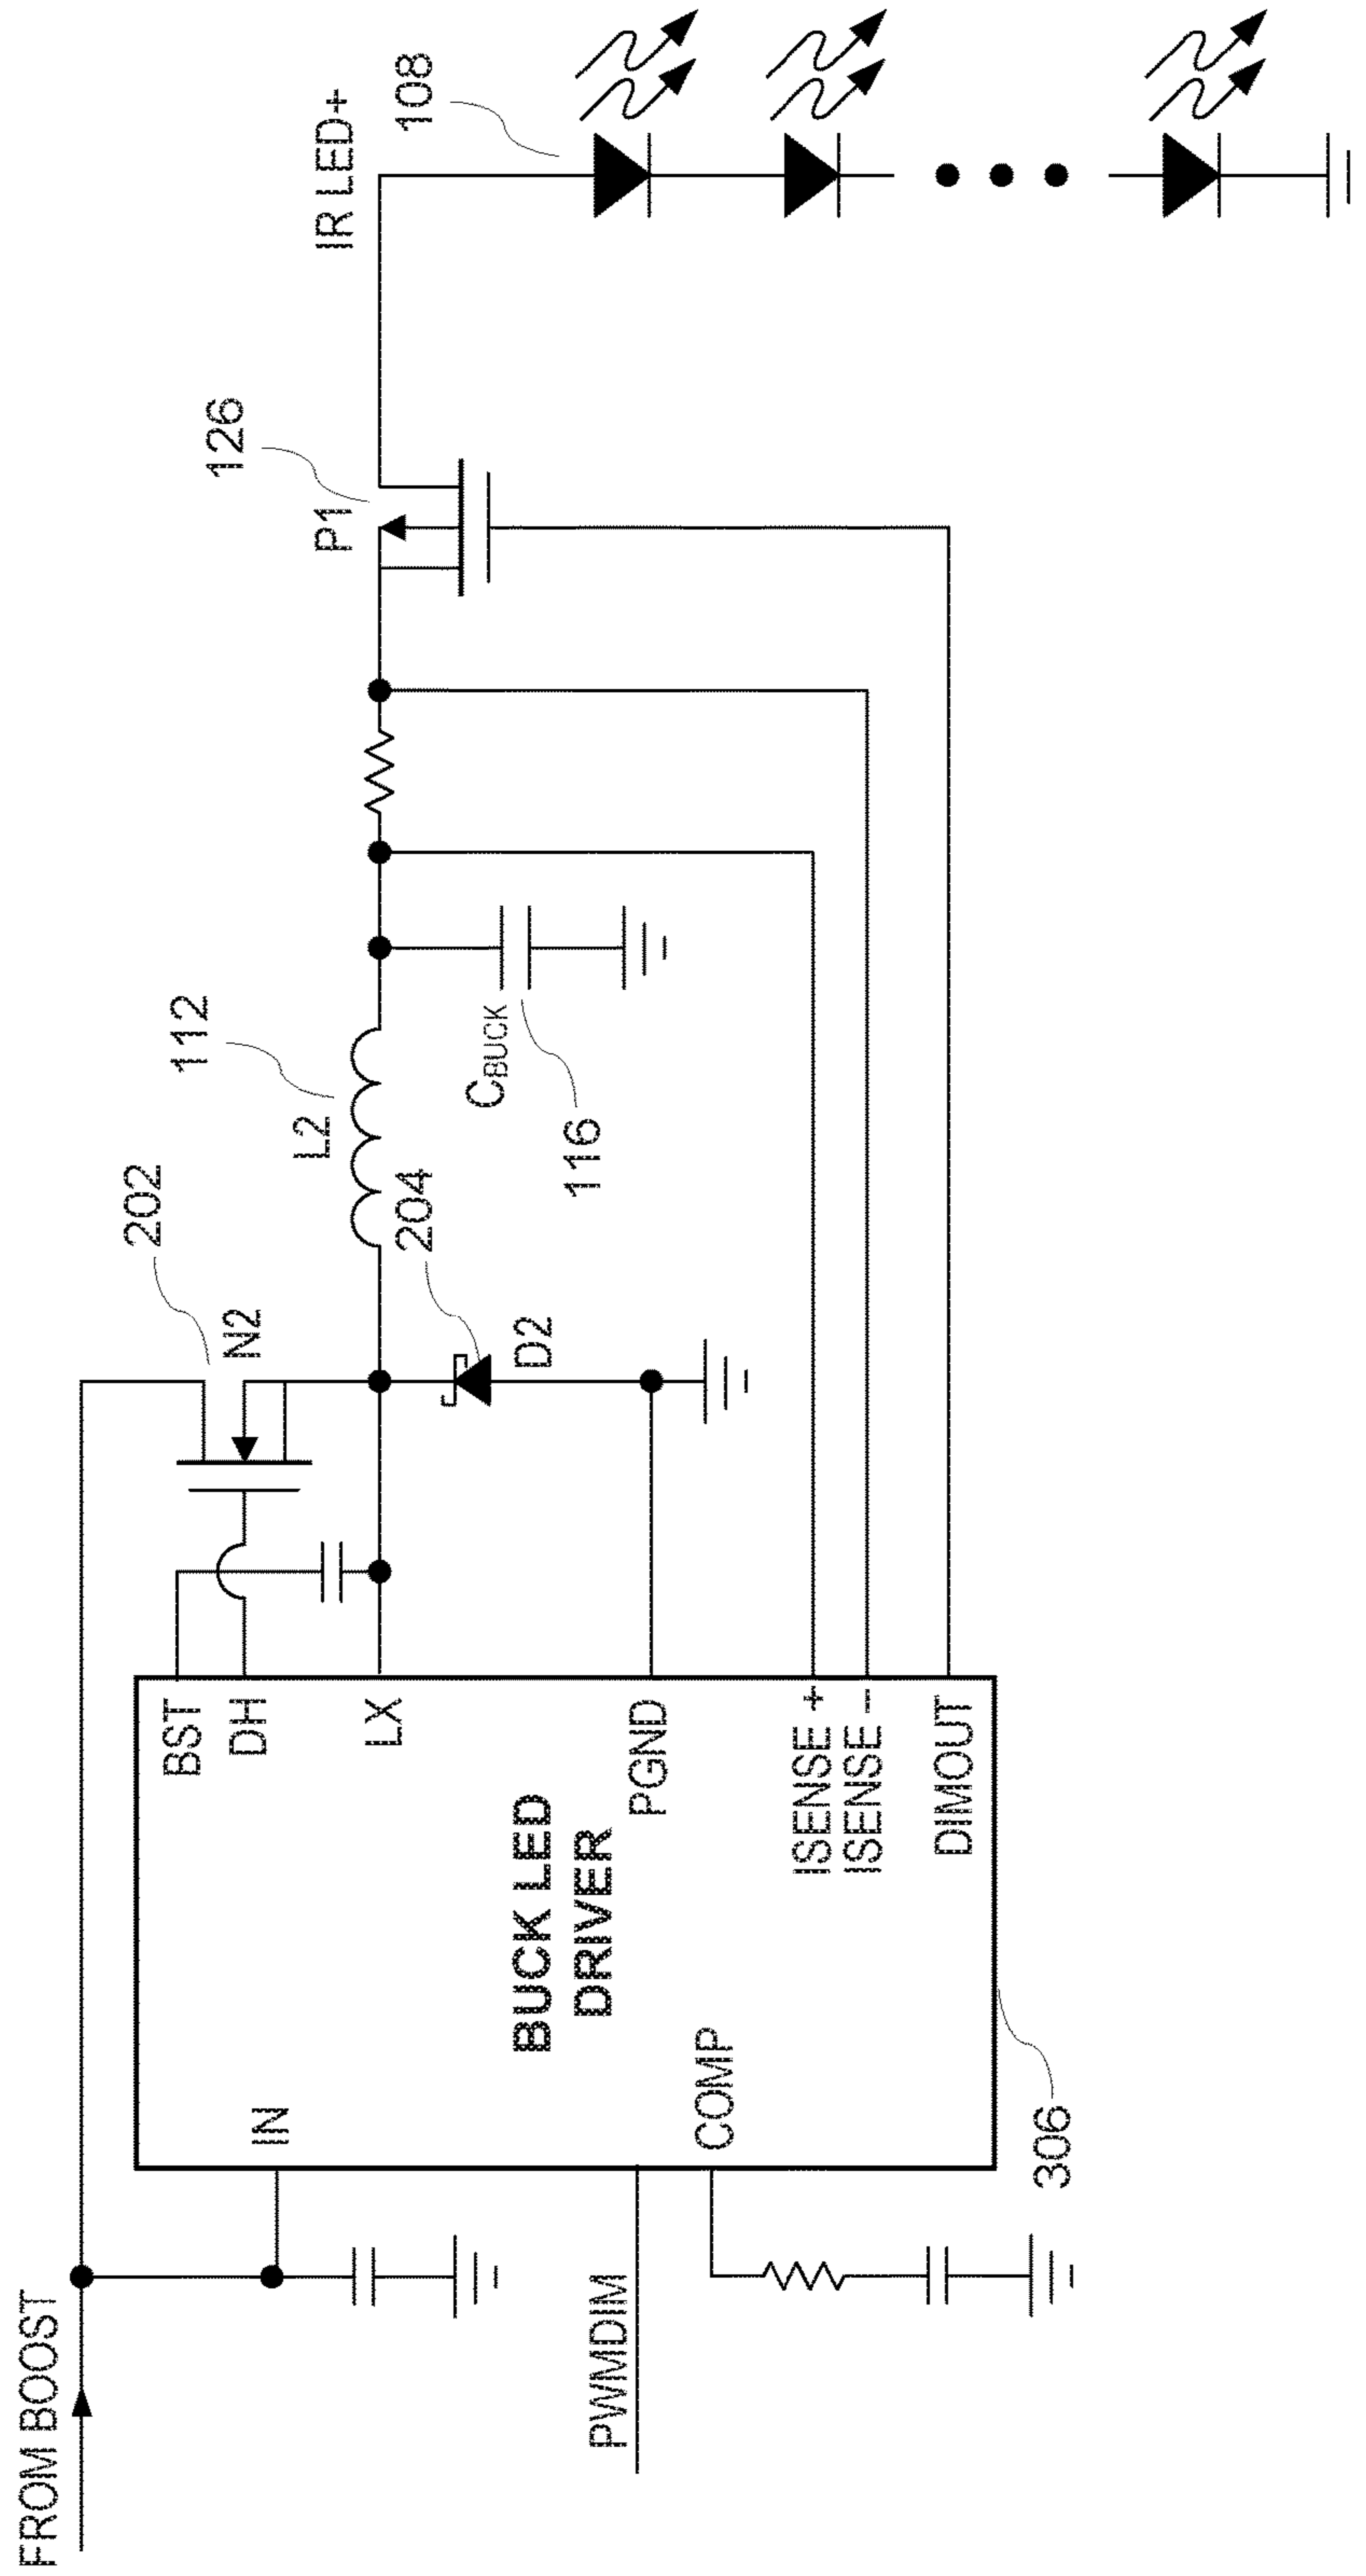 FROM BOOST
202
N2
112
L2
204
D2
C_BUCK
116
126
P1
IR LED+
108
IN
BST
DH
LX
BUCK LED
DRIVER
PGND
PWMDIM
COMP
ISENSE +
ISENSE −
DIMOUT
306